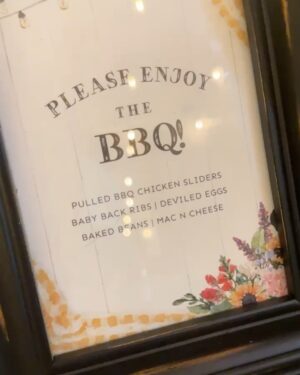 PLEASE ENJOY
THE
BBQ!
PULLED BBQ CHICKEN SLIDERS
BABY BACK RIBS | DEVILED EGGS
BAKED BEANS | MAC N CHEESE